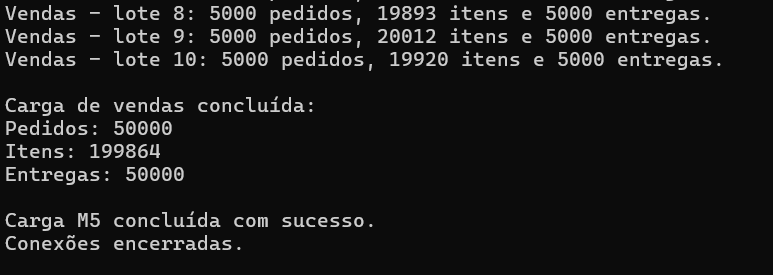 Vendas - lote 8: 5000 pedidos, 19893 itens e 5000 entregas.
Vendas - lote 9: 5000 pedidos, 20012 itens e 5000 entregas.
Vendas - lote 10: 5000 pedidos, 19920 itens e 5000 entregas.
Carga de vendas concluída:
Pedidos: 50000
Itens: 199864
Entregas: 50000
Carga M5 concluída com sucesso.
Conexões encerradas.